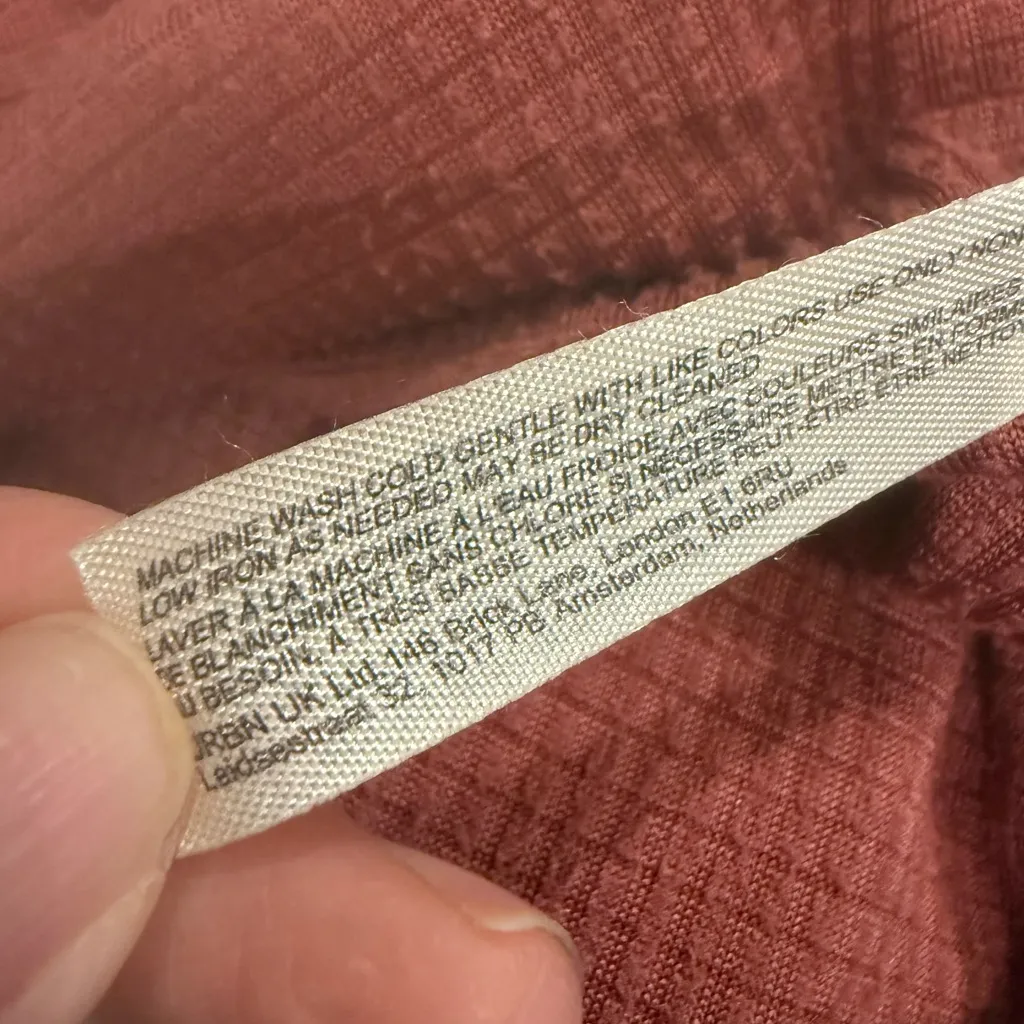 MACHINE WASH COLD GENTLE WITH LIKE COLORS USE ONLY NON
LOW IRON AS NEEDED MAY BE DRY CLEANED
LAVER À LA MACHINE À L'EAU FROIDE AVEC COULEURS SIMILAIRES
BLANCHIMENT SANS CHLORE SI NÉCESSAIRE METTRE EN FORME
BESOIN, À TRÈS BASSE TEMPÉRATURE PEUT-ÊTRE ÊTRE NETTOY
URBN UK Ltd, 146 Brick Lane, London E1 6RU
Leidsestraat 52, 1017 PB Amsterdam, Netherlands